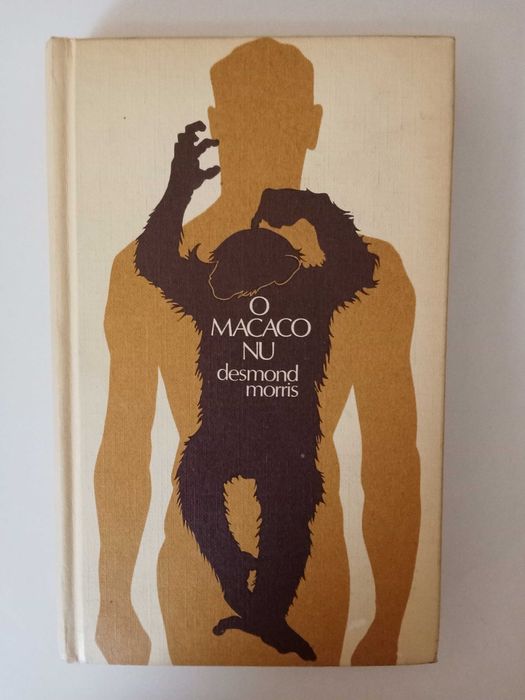 O
MACACO
NU
desmond
morris